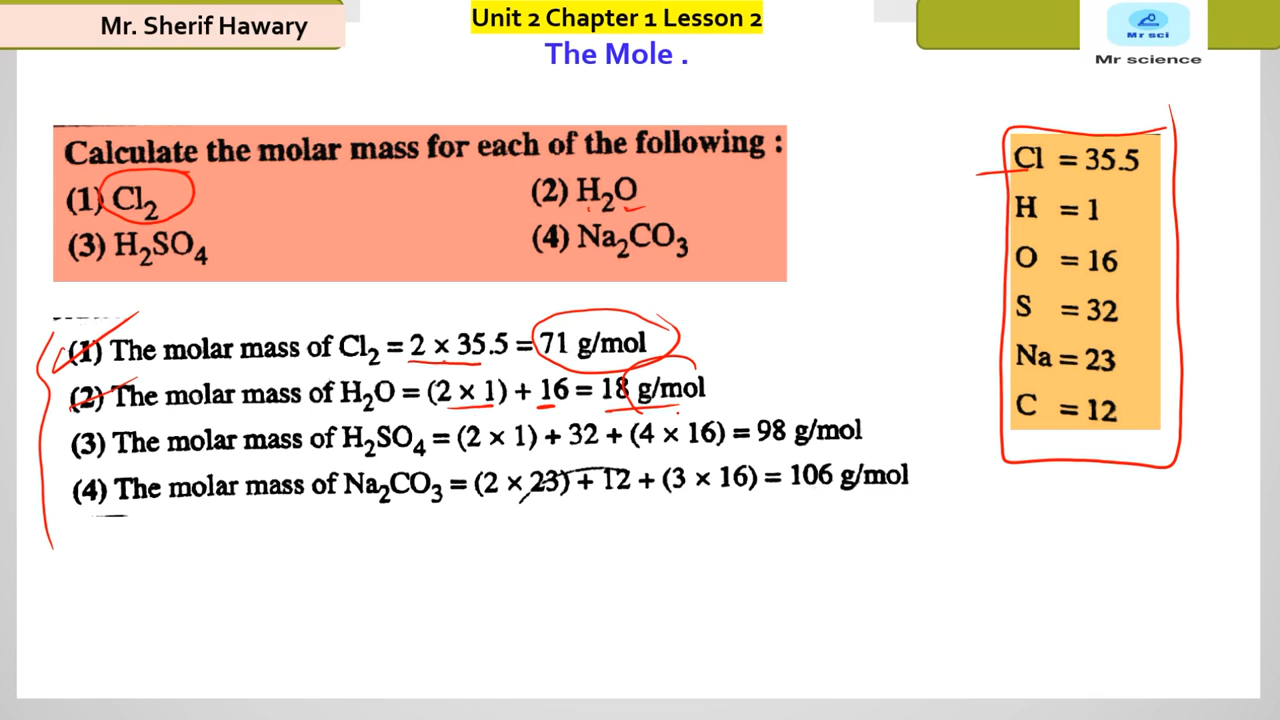 Mr. Sherif Hawary
Unit 2 Chapter 1 Lesson 2
The Mole .
Mr sci
Mr science
Calculate the molar mass for each of the following :
(1) Cl₂ (2) H₂O
(3) H₂SO₄ (4) Na₂CO₃
Cl = 35.5
H = 1
O = 16
S = 32
Na = 23
C = 12
(1) The molar mass of Cl₂ = 2 × 35.5 = 71 g/mol
(2) The molar mass of H₂O = (2 × 1) + 16 = 18 g/mol
(3) The molar mass of H₂SO₄ = (2 × 1) + 32 + (4 × 16) = 98 g/mol
(4) The molar mass of Na₂CO₃ = (2 × 23) + 12 + (3 × 16) = 106 g/mol